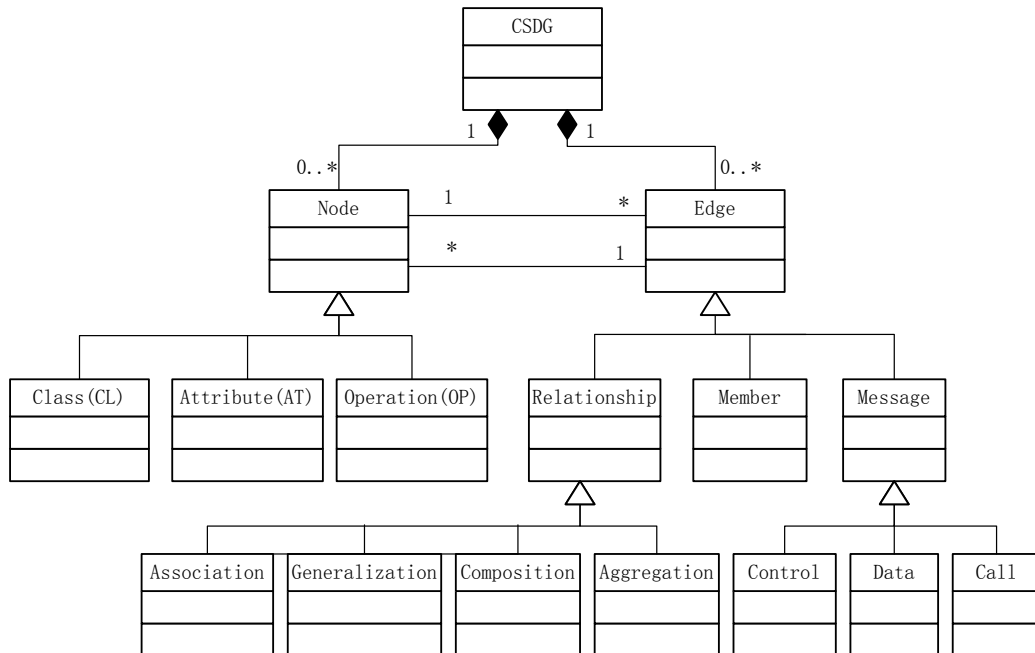 CSDG
1 1
0..* 0..*
Node 1 * Edge
* 1
Class(CL) Attribute(AT) Operation(OP) Relationship Member Message
Association Generalization Composition Aggregation Control Data Call